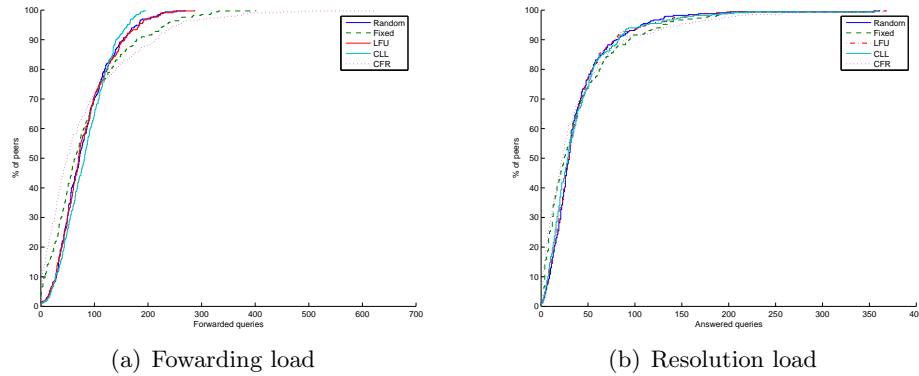 100
90
80
70
60
50
40
30
20
10
0
% of peers
0 100 200 300 400 500 600 700
Forwarded queries
Random
Fixed
LFU
CLL
CFR
(a) Fowarding load
100
90
80
70
60
50
40
30
20
10
0
% of peers
0 50 100 150 200 250 300 350 40
Answered queries
Random
Fixed
LFU
CLL
CFR
(b) Resolution load